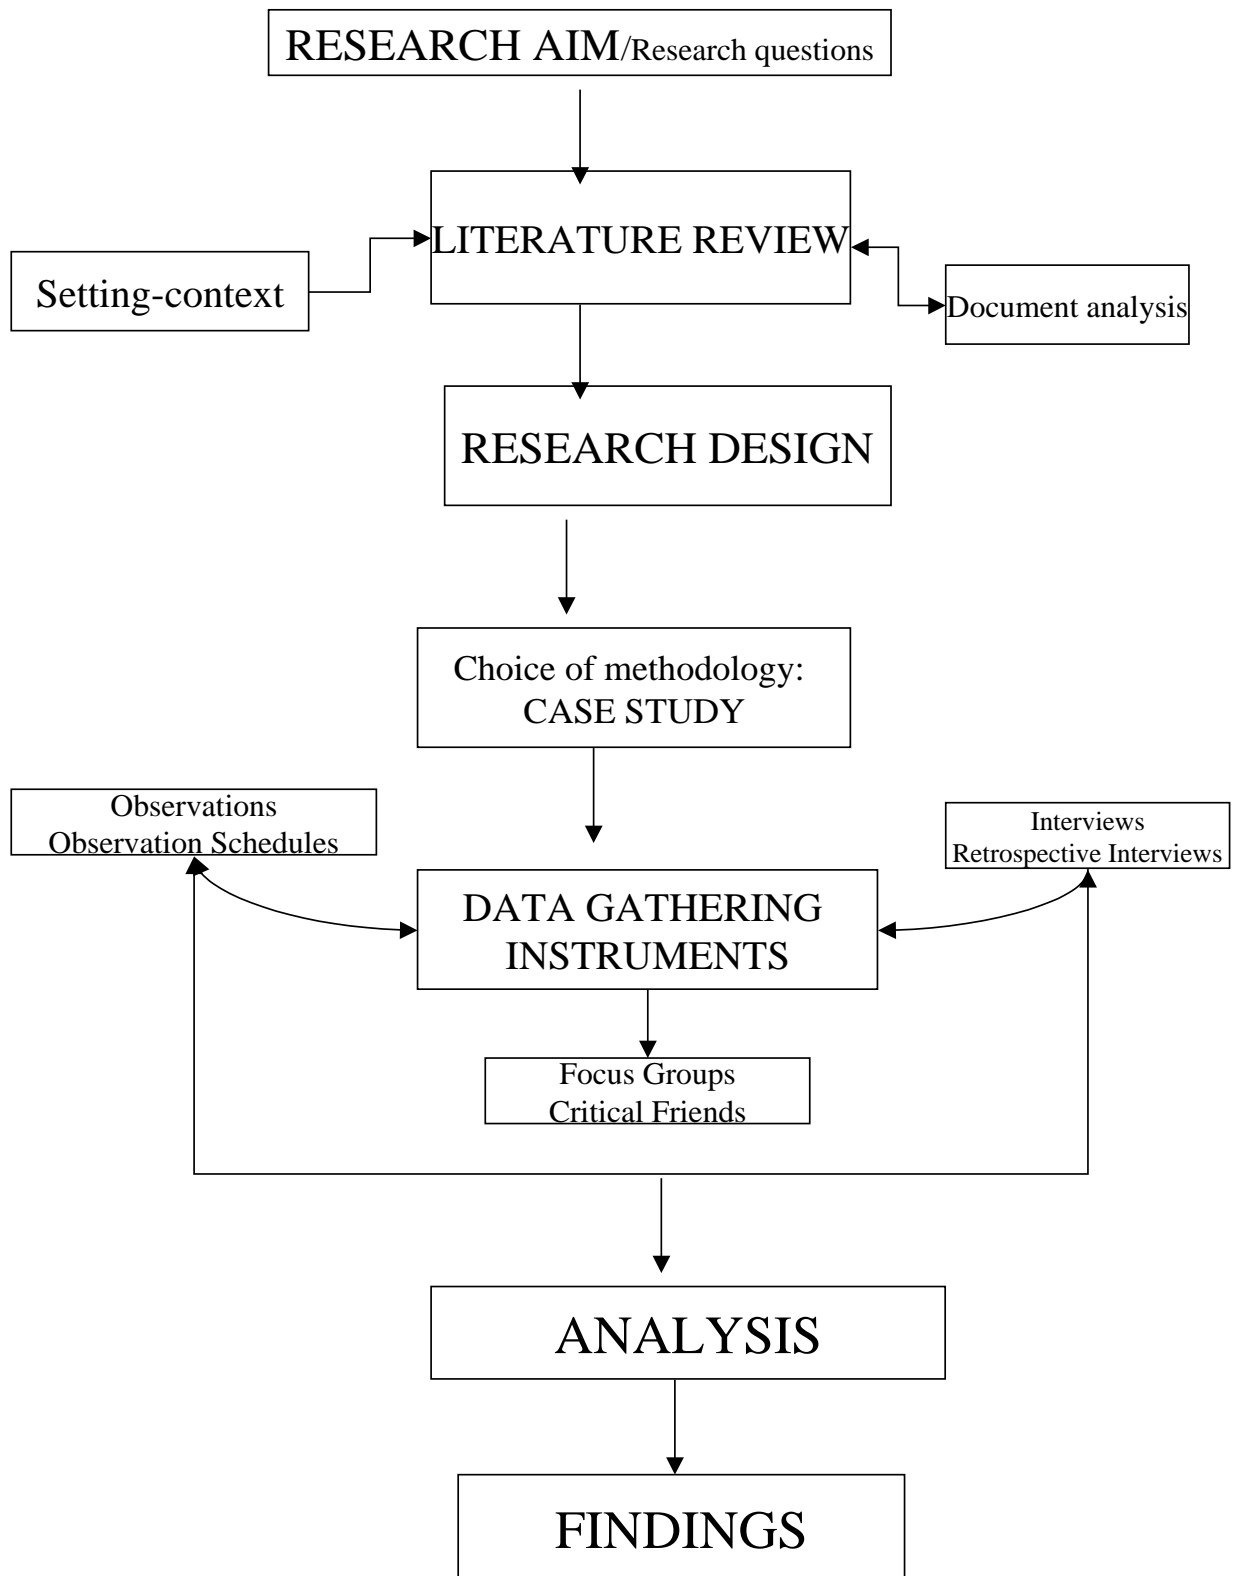 RESEARCH AIM/Research questions
LITERATURE REVIEW
Setting-context
Document analysis
RESEARCH DESIGN
Choice of methodology:
CASE STUDY
Observations
Observation Schedules
Interviews
Retrospective Interviews
DATA GATHERING
INSTRUMENTS
Focus Groups
Critical Friends
ANALYSIS
FINDINGS